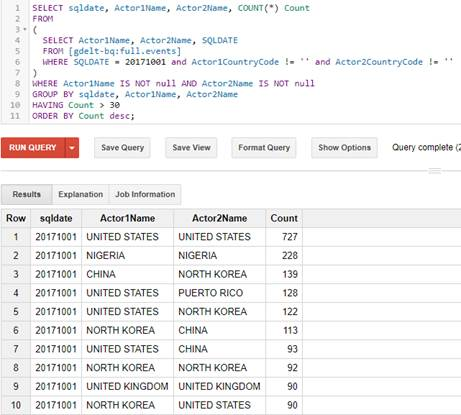 1 SELECT sqldate, Actor1Name, Actor2Name, COUNT(*) Count
2 FROM
3 (
4 SELECT Actor1Name, Actor2Name, SQLDATE
5 FROM [gdelt-bq:full.events]
6 WHERE SQLDATE = 20171001 and Actor1CountryCode != '' and Actor2CountryCode != ''
7 )
8 WHERE Actor1Name IS NOT null AND Actor2Name IS NOT null
9 GROUP BY sqldate, Actor1Name, Actor2Name
10 HAVING Count > 30
11 ORDER BY Count desc;
RUN QUERY Save Query Save View Format Query Show Options Query complete (2
Results Explanation Job Information
Row sqldate Actor1Name Actor2Name Count
1 20171001 UNITED STATES UNITED STATES 727
2 20171001 NIGERIA NIGERIA 228
3 20171001 CHINA NORTH KOREA 139
4 20171001 UNITED STATES PUERTO RICO 128
5 20171001 UNITED STATES NORTH KOREA 122
6 20171001 NORTH KOREA CHINA 113
7 20171001 UNITED STATES CHINA 93
8 20171001 NORTH KOREA NORTH KOREA 92
9 20171001 UNITED KINGDOM UNITED KINGDOM 90
10 20171001 NORTH KOREA UNITED STATES 90